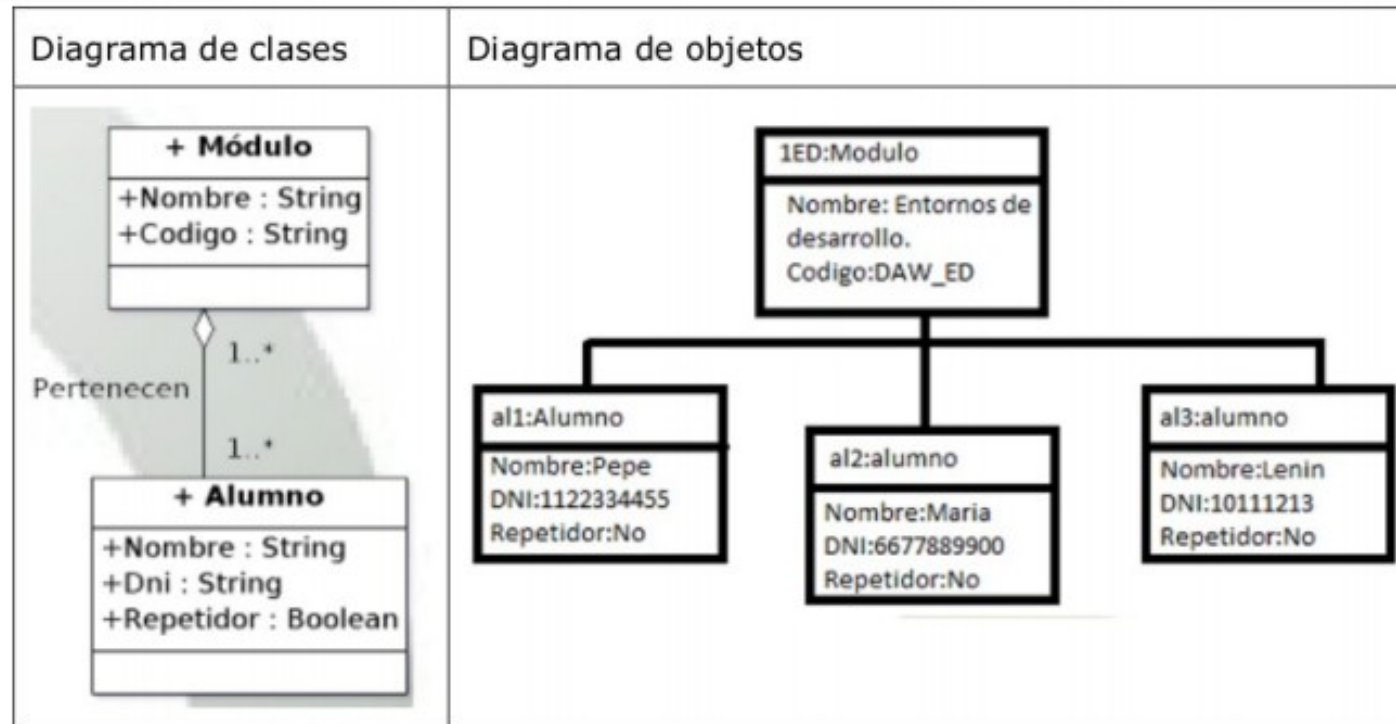 Diagrama de clases
Diagrama de objetos
+ Módulo
+Nombre : String
+Codigo : String
1..*
Pertenecen
1..*
+ Alumno
+Nombre : String
+Dni : String
+Repetidor : Boolean
1ED:Modulo
Nombre: Entornos de
desarrollo.
Codigo:DAW_ED
al1:Alumno
Nombre:Pepe
DNI:1122334455
Repetidor:No
al2:alumno
Nombre:Maria
DNI:6677889900
Repetidor:No
al3:alumno
Nombre:Lenin
DNI:10111213
Repetidor:No